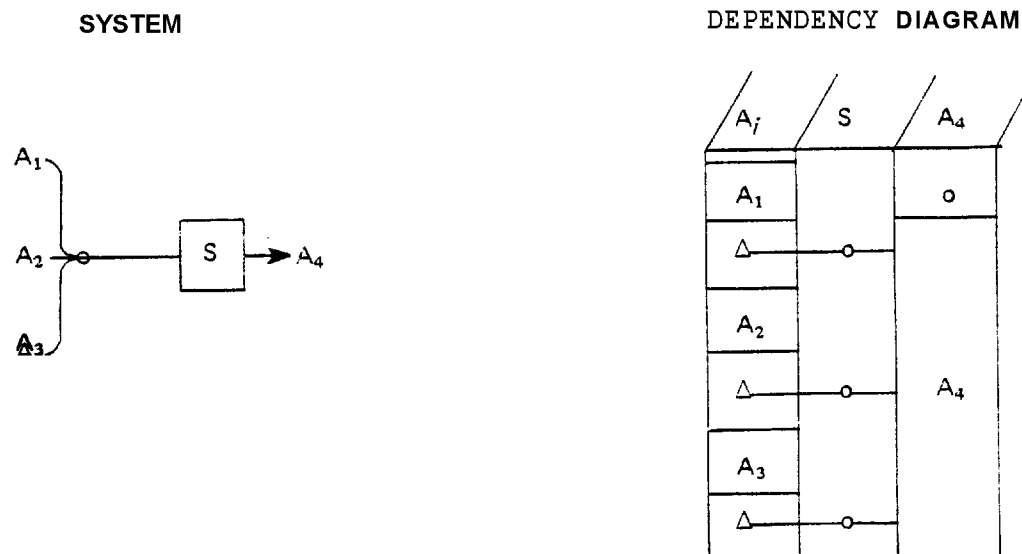 SYSTEM
DEPENDENCY DIAGRAM
A₁
A₂
A₃
S
A₄
Aᵢ S A₄
A₁ o
Δ
A₂
Δ A₄
A₃
Δ